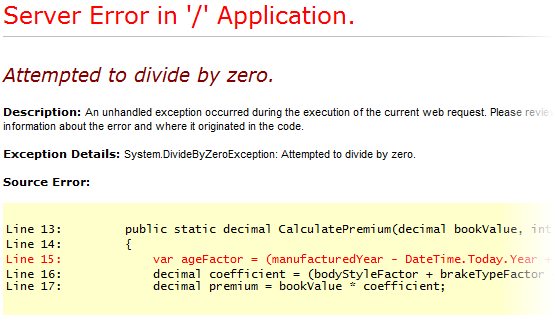 Server Error in '/' Application.
Attempted to divide by zero.
Description: An unhandled exception occurred during the execution of the current web request. Please review
information about the error and where it originated in the code.
Exception Details: System.DivideByZeroException: Attempted to divide by zero.
Source Error:
Line 13: public static decimal CalculatePremium(decimal bookValue, int
Line 14: {
Line 15: var ageFactor = (manufacturedYear - DateTime.Today.Year +
Line 16: decimal coefficient = (bodyStyleFactor + brakeTypeFactor
Line 17: decimal premium = bookValue * coefficient;